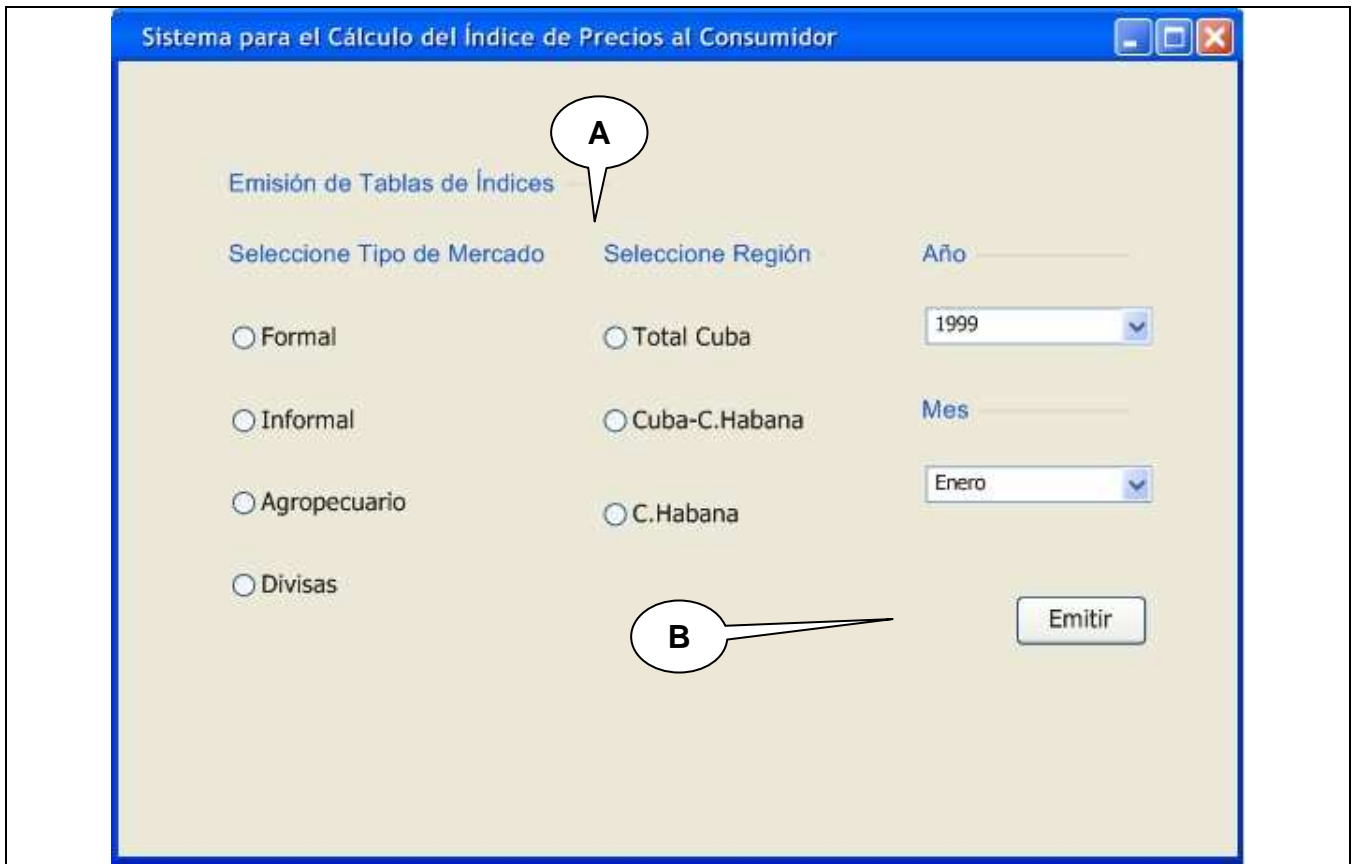 Sistema para el Cálculo del Índice de Precios al Consumidor
A
Emisión de Tablas de Índices
Seleccione Tipo de Mercado
Seleccione Región
Año
Formal
Total Cuba
1999
Informal
Cuba-C.Habana
Mes
Agropecuario
C.Habana
Enero
Divisas
B
Emitir